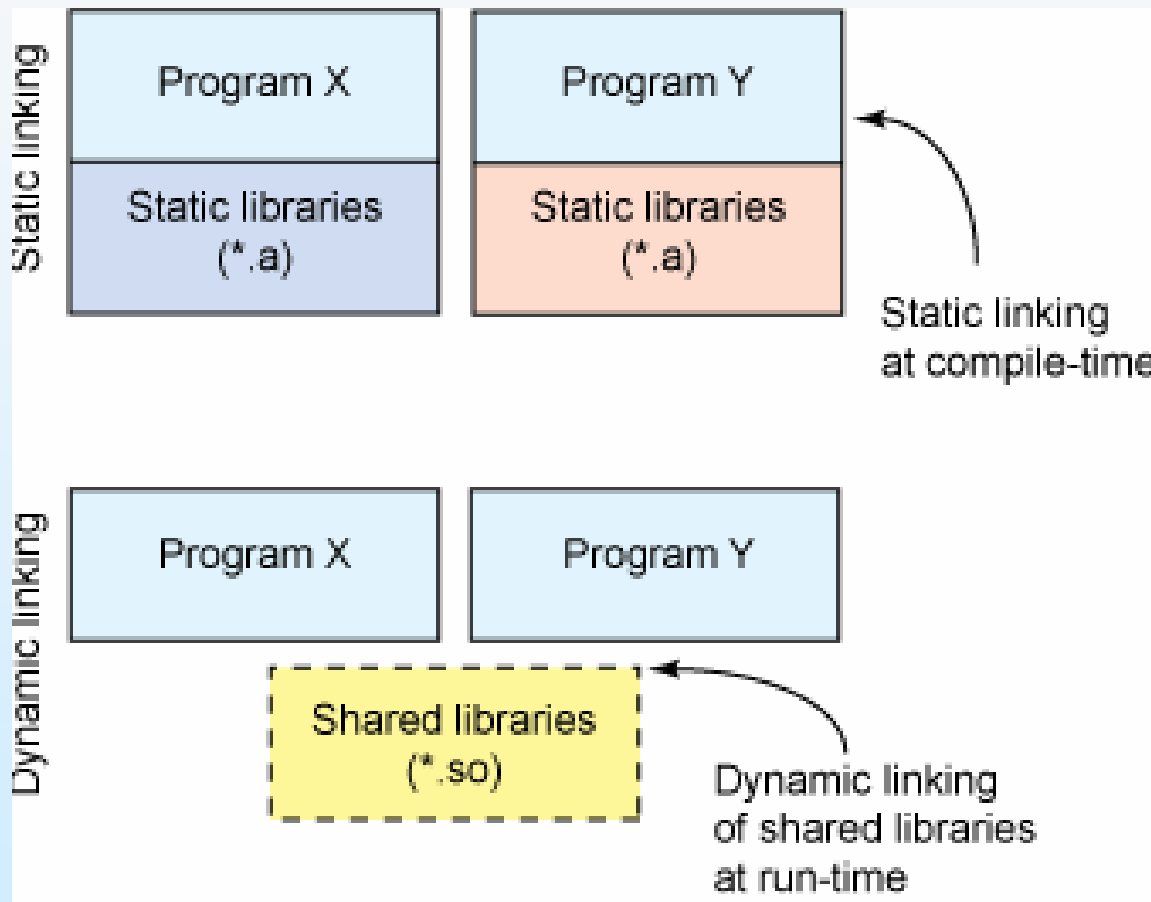 Static linking
Program X
Program Y
Static libraries
(*.a)
Static libraries
(*.a)
Static linking
at compile-time
Dynamic linking
Program X
Program Y
Shared libraries
(*.so)
Dynamic linking
of shared libraries
at run-time